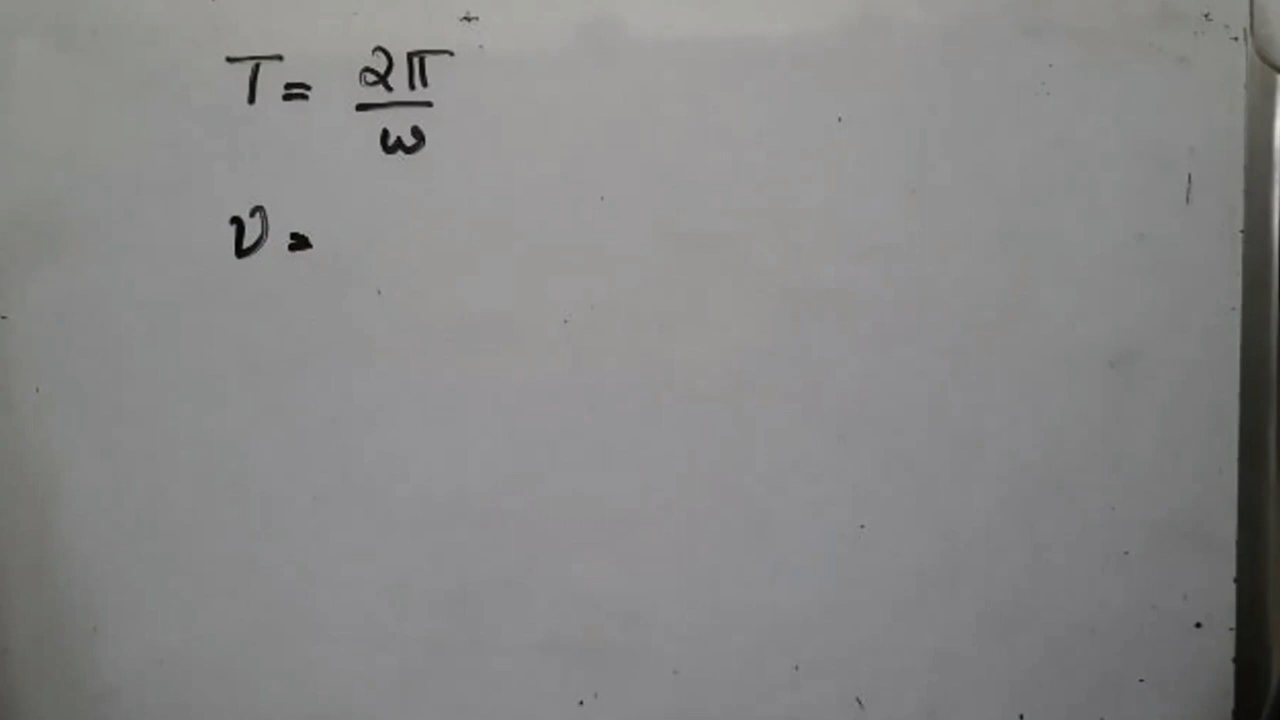 T = 2π/ω
ν =